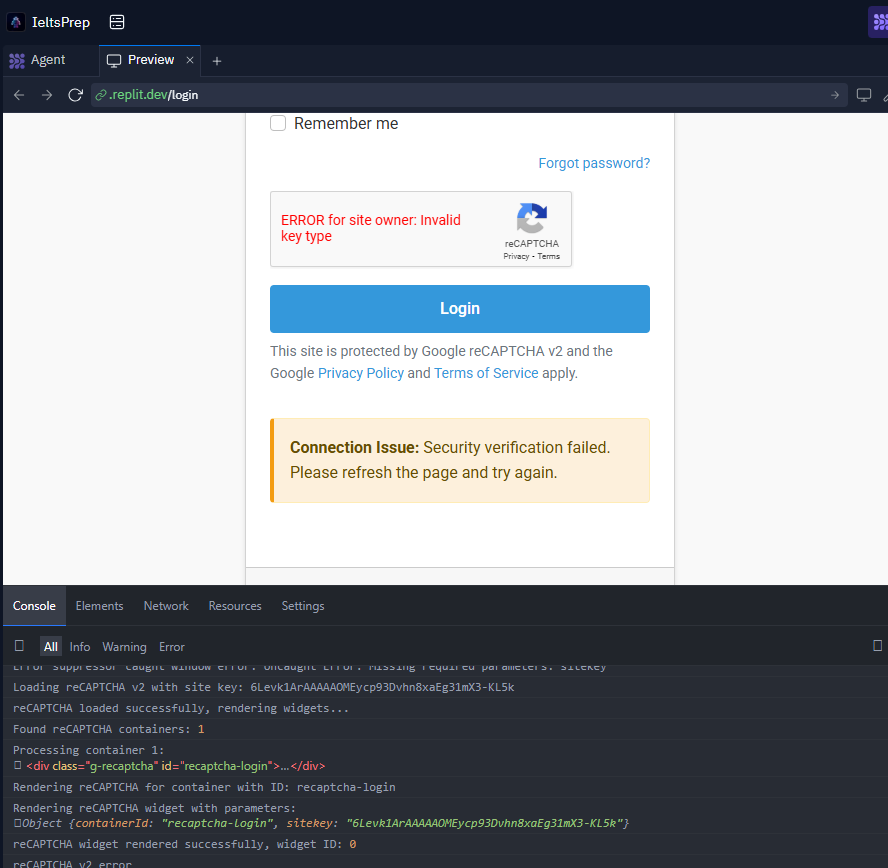 IeltsPrep
Agent
Preview
.replit.dev/login
Remember me
Forgot password?
ERROR for site owner: Invalid
key type
reCAPTCHA
Privacy - Terms
Login
This site is protected by Google reCAPTCHA v2 and the
Google Privacy Policy and Terms of Service apply.
Connection Issue: Security verification failed.
Please refresh the page and try again.
Console Elements Network Resources Settings
All Info Warning Error
Error suppressor caught window error: Uncaught Error: Missing required parameters: sitekey
Loading reCAPTCHA v2 with site key: 6Levk1ArAAAAAOMEycp93Dvhn8xaEg31mX3-KL5k
reCAPTCHA loaded successfully, rendering widgets...
Found reCAPTCHA containers: 1
Processing container 1:
<div class="g-recaptcha" id="recaptcha-login">…</div>
Rendering reCAPTCHA for container with ID: recaptcha-login
Rendering reCAPTCHA widget with parameters:
Object {containerId: "recaptcha-login", sitekey: "6Levk1ArAAAAAOMEycp93Dvhn8xaEg31mX3-KL5k"}
reCAPTCHA widget rendered successfully, widget ID: 0
reCAPTCHA v2 error